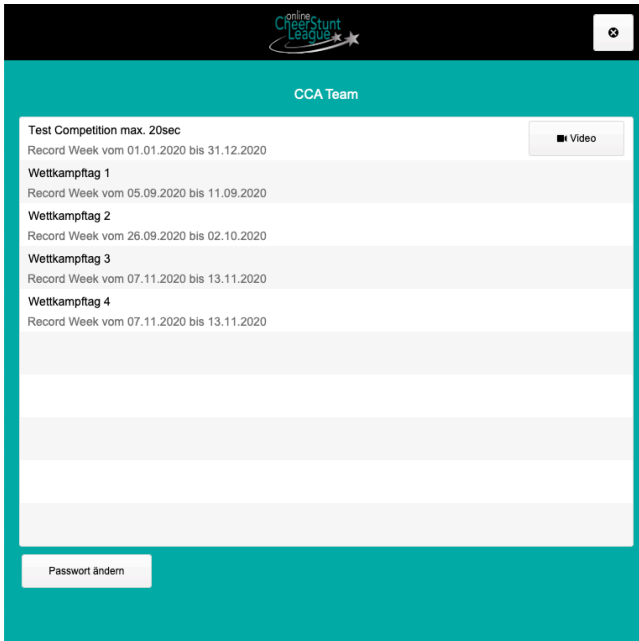 online
CheerStunt
League
CCA Team
Test Competition max. 20sec
Video
Record Week vom 01.01.2020 bis 31.12.2020
Wettkampftag 1
Record Week vom 05.09.2020 bis 11.09.2020
Wettkampftag 2
Record Week vom 26.09.2020 bis 02.10.2020
Wettkampftag 3
Record Week vom 07.11.2020 bis 13.11.2020
Wettkampftag 4
Record Week vom 07.11.2020 bis 13.11.2020
Passwort ändern